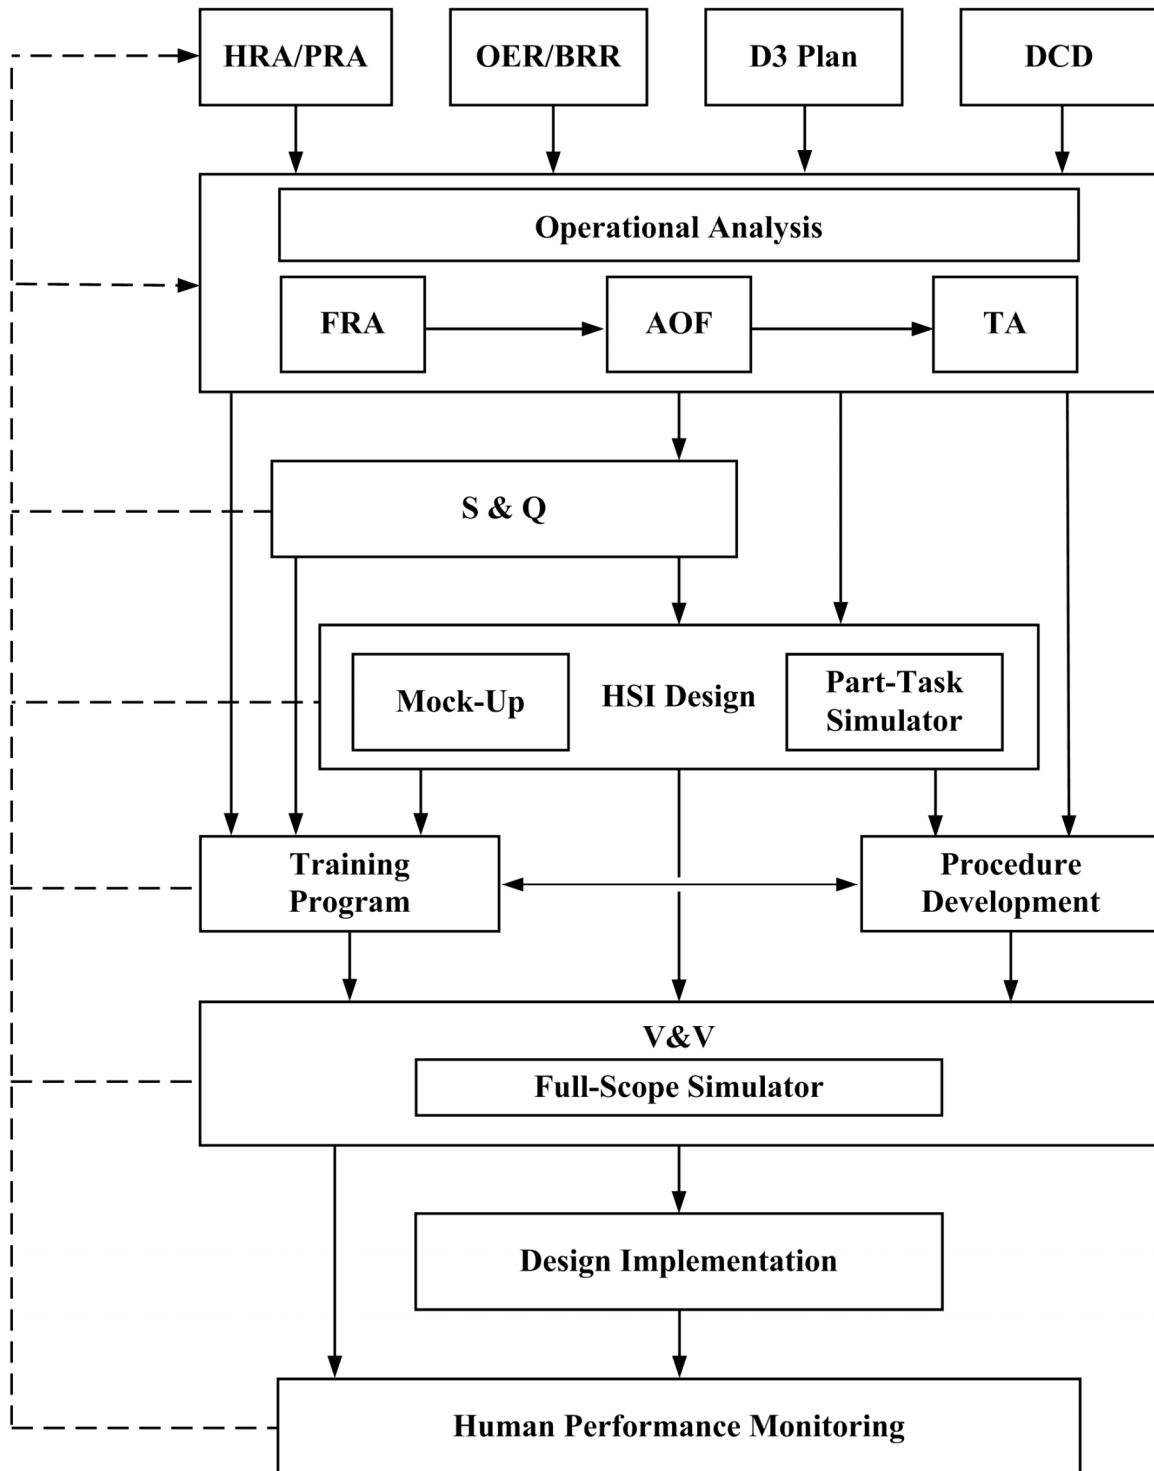 HRA/PRA
OER/BRR
D3 Plan
DCD
Operational Analysis
FRA
AOF
TA
S & Q
Mock-Up
HSI Design
Part-Task
Simulator
Training
Program
Procedure
Development
V&V
Full-Scope Simulator
Design Implementation
Human Performance Monitoring